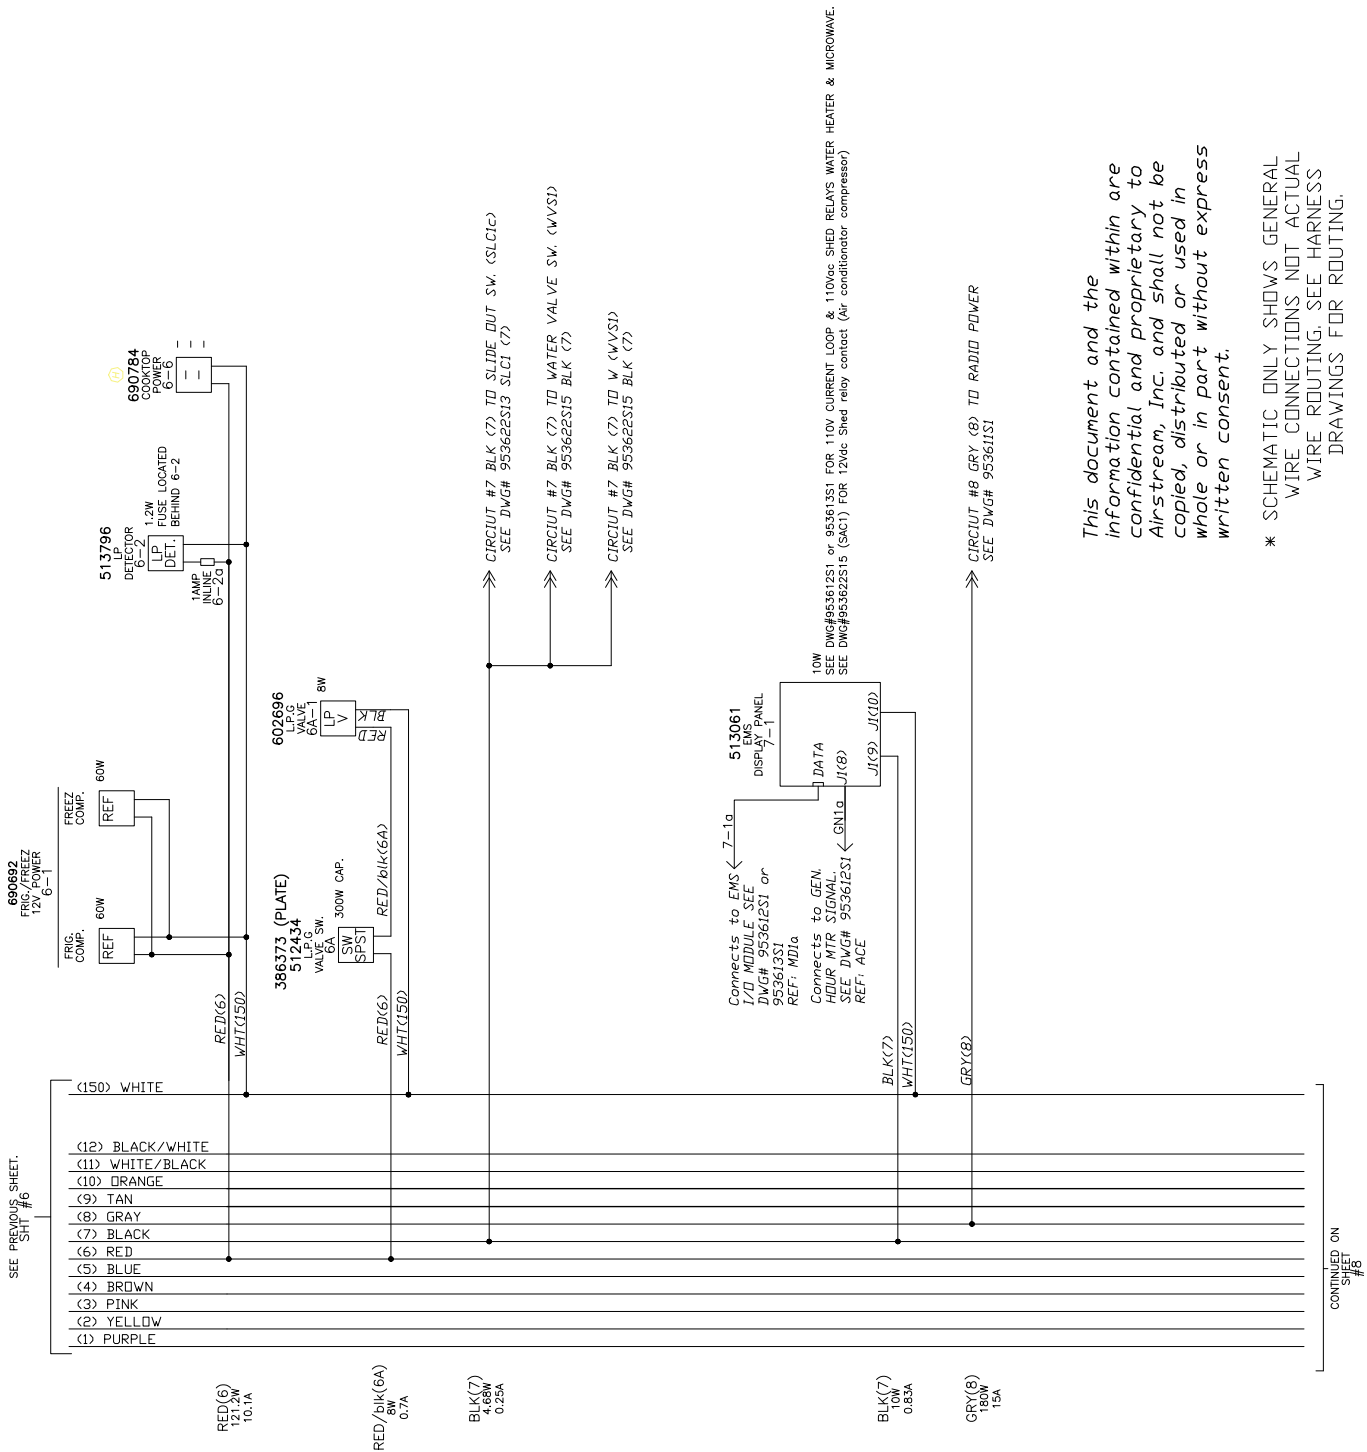 SEE PREVIOUS SHEET.
SHT #6
(150) WHITE
(12) BLACK/WHITE
(11) WHITE/BLACK
(10) ORANGE
(9) TAN
(8) GRAY
(7) BLACK
(6) RED
(5) BLUE
(4) BROWN
(3) PINK
(2) YELLOW
(1) PURPLE
CONTINUED ON
SHEET
#8
RED(6)
121.2W
10.1A
RED/blk(6A)
8W
0.7A
BLK(7)
4.68W
0.25A
BLK(7)
10W
0.83A
GRY(8)
180W
15A
690692
FRIG./FREEZ
12V POWER
6-1
FRIG.
COMP.
REF
60W
FREEZ
COMP.
REF
60W
RED(6)
WHT(150)
513796
LP
DETECTOR
6-2
LP
DET.
1.2W
FUSE LOCATED
BEHIND 6-2
1AMP
INLINE
6-2a
H
690784
COOKTOP
POWER
6-6
386373 (PLATE)
512434
L.P.G
VALVE SW.
6A
SW
SPST
300W CAP.
RED(6)
WHT(150)
RED/blk(6A)
602696
L.P.G
VALVE
6A-1
LP
V
8W
RED
BLK
CIRCIUT #7 BLK (7) TO SLIDE OUT SW. (SLC1c)
SEE DWG# 953622S13 SLC1 (7)
CIRCIUT #7 BLK (7) TO WATER VALVE SW. (WVS1)
SEE DWG# 953622S15 BLK (7)
CIRCIUT #7 BLK (7) TO W (WVS1)
SEE DWG# 953622S15 BLK (7)
513061
EMS
DISPLAY PANEL
7-1
DATA
J1(8)
J1(9)
J1(10)
10W
SEE DWG#953612S1 or 953613S1 FOR 110V CURRENT LOOP & 110Vac SHED RELAYS WATER HEATER & MICROWAVE.
SEE DWG#953622S15 (SAC1) FOR 12Vdc Shed relay contact (Air conditionator compressor)
7-1a
GN1a
Connects to EMS
I/O MODULE SEE
DWG# 953612S1 or
953613S1
REF: MD1a
Connects to GEN.
HOUR MTR SIGNAL.
SEE DWG# 953612S1
REF: ACE
BLK(7)
WHT(150)
GRY(8)
CIRCIUT #8 GRY (8) TO RADIO POWER
SEE DWG# 953611S1
This document and the
information contained within are
confidential and proprietary to
Airstream, Inc. and shall not be
copied, distributed or used in
whole or in part without express
written consent.
* SCHEMATIC ONLY SHOWS GENERAL
WIRE CONNECTIONS NOT ACTUAL
WIRE ROUTING. SEE HARNESS
DRAWINGS FOR ROUTING.